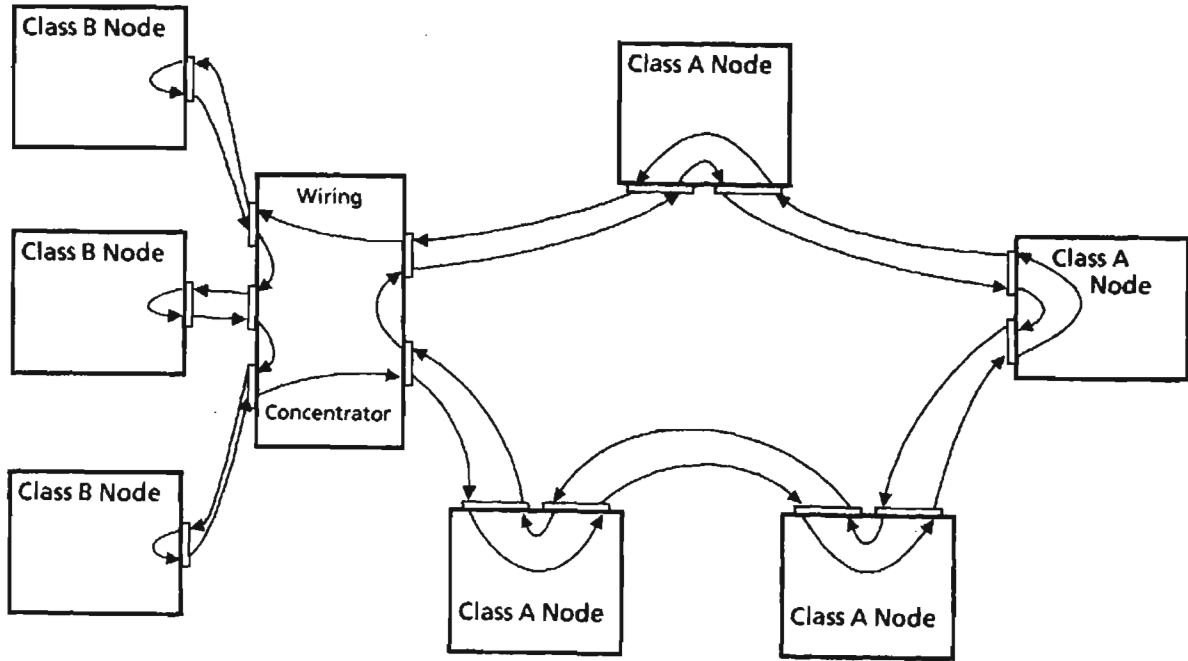 Class B Node
Class A Node
Wiring
Class B Node
Class A
Node
Concentrator
Class B Node
Class A Node
Class A Node